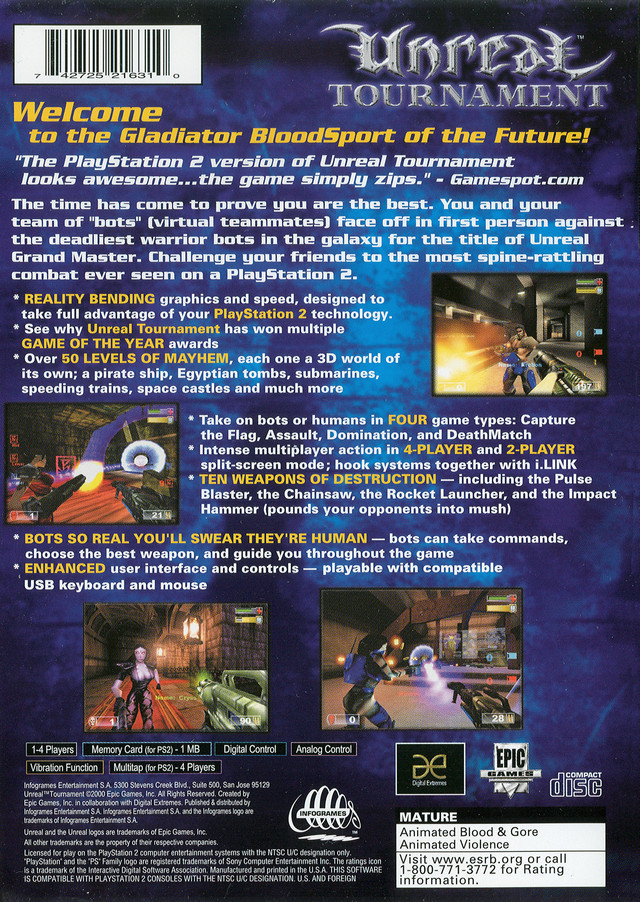 7 42725 21631 0
Unreal™
TOURNAMENT
Welcome
to the Gladiator BloodSport of the Future!
"The PlayStation 2 version of Unreal Tournament
looks awesome...the game simply zips." - Gamespot.com
The time has come to prove you are the best. You and your
team of "bots" (virtual teammates) face off in first person against
the deadliest warrior bots in the galaxy for the title of Unreal
Grand Master. Challenge your friends to the most spine-rattling
combat ever seen on a PlayStation 2.
* REALITY BENDING graphics and speed, designed to
take full advantage of your PlayStation 2 technology.
* See why Unreal Tournament has won multiple
GAME OF THE YEAR awards
* Over 50 LEVELS OF MAYHEM, each one a 3D world of
its own; a pirate ship, Egyptian tombs, submarines,
speeding trains, space castles and much more
0
197
* Take on bots or humans in FOUR game types: Capture
the Flag, Assault, Domination, and DeathMatch
* Intense multiplayer action in 4-PLAYER and 2-PLAYER
split-screen mode; hook systems together with i.LINK
* TEN WEAPONS OF DESTRUCTION — including the Pulse
Blaster, the Chainsaw, the Rocket Launcher, and the Impact
Hammer (pounds your opponents into mush)
1
21
* BOTS SO REAL YOU'LL SWEAR THEY'RE HUMAN — bots can take commands,
choose the best weapon, and guide you throughout the game
* ENHANCED user interface and controls — playable with compatible
USB keyboard and mouse
1
90
0
28
1-4 Players
Memory Card (for PS2) - 1 MB
Digital Control
Analog Control
Vibration Function
Multitap (for PS2) - 4 Players
Infogrames Entertainment S.A. 5300 Stevens Creek Blvd., Suite 500, San Jose 95129
Unreal™Tournament ©2000 Epic Games, Inc. All Rights Reserved. Created by
Epic Games, Inc. in collaboration with Digital Extremes. Published & distributed by
Infogrames Entertainment S.A. Infogrames Entertainment S.A. and the Infogrames logo are
trademarks of Infogrames Entertainment S.A.
Unreal and the Unreal logos are trademarks of Epic Games, Inc.
All other trademarks are the property of their respective companies.
Licensed for play on the PlayStation 2 computer entertainment systems with the NTSC U/C designation only.
"PlayStation" and the "PS" Family logo are registered trademarks of Sony Computer Entertainment Inc. The ratings icon
is a trademark of the Interactive Digital Software Association. Manufactured and printed in the U.S.A. THIS SOFTWARE
IS COMPATIBLE WITH PLAYSTATION 2 CONSOLES WITH THE NTSC U/C DESIGNATION. U.S. AND FOREIGN
INFOGRAMES™
de
Digital Extremes
EPIC
GAMES
COMPACT
disc
MATURE
Animated Blood & Gore
Animated Violence
Visit www.esrb.org or call
1-800-771-3772 for Rating
information.